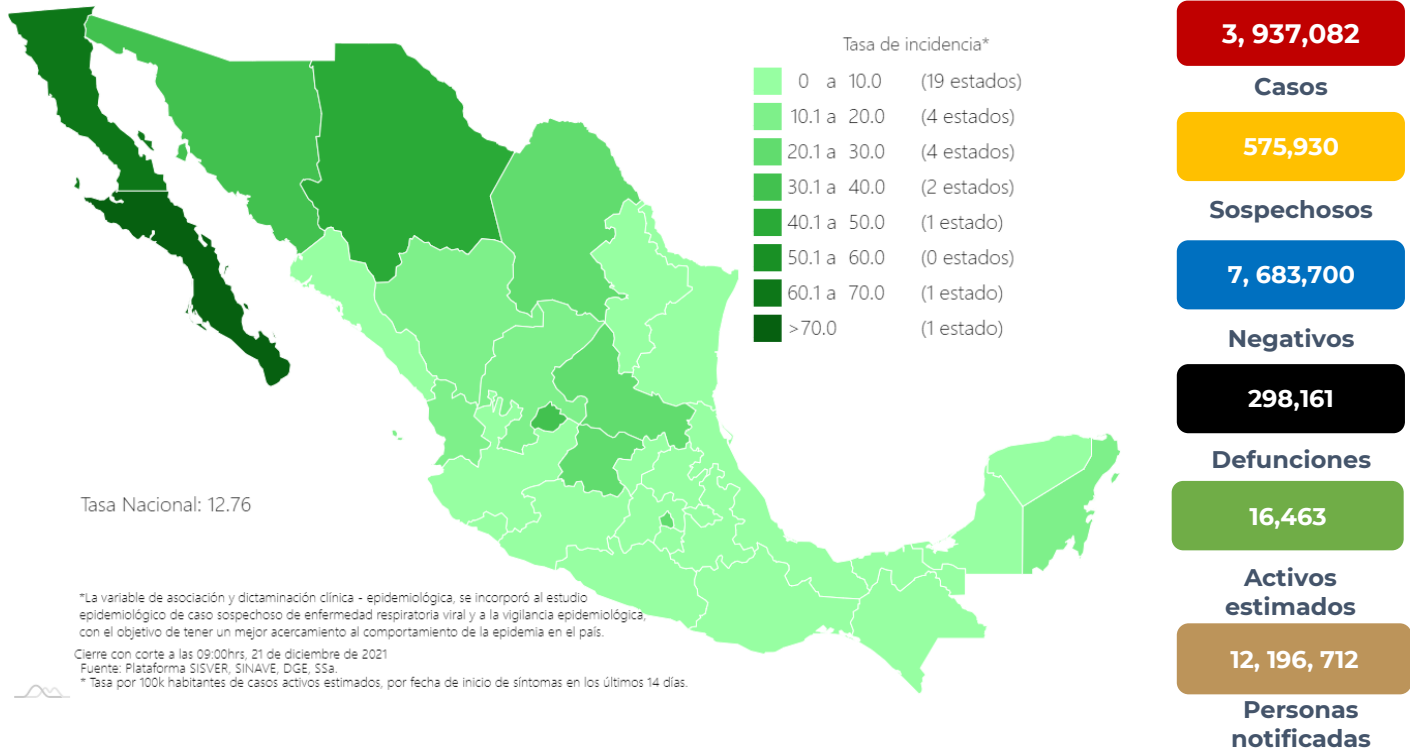 Tasa de incidencia*
0 a 10.0 (19 estados)
10.1 a 20.0 (4 estados)
20.1 a 30.0 (4 estados)
30.1 a 40.0 (2 estados)
40.1 a 50.0 (1 estado)
50.1 a 60.0 (0 estados)
60.1 a 70.0 (1 estado)
>70.0 (1 estado)
Tasa Nacional: 12.76
*La variable de asociación y dictaminación clínica - epidemiológica, se incorporó al estudio
epidemiológico de caso sospechoso de enfermedad respiratoria viral y a la vigilancia epidemiológica,
con el objetivo de tener un mejor acercamiento al comportamiento de la epidemia en el país.
Cierre con corte a las 09:00hrs, 21 de diciembre de 2021
Fuente: Plataforma SISVER, SINAVE, DGE, SSa.
* Tasa por 100k habitantes de casos activos estimados, por fecha de inicio de síntomas en los últimos 14 días.
3, 937,082
Casos
575,930
Sospechosos
7, 683,700
Negativos
298,161
Defunciones
16,463
Activos
estimados
12, 196, 712
Personas
notificadas